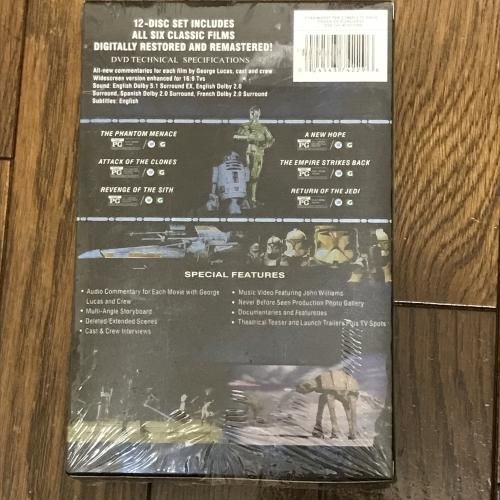 12-DISC SET INCLUDES
ALL SIX CLASSIC FILMS
DIGITALLY RESTORED AND REMASTERED!
DVD TECHNICAL SPECIFICATIONS
All-new commentaries for each film by George Lucas, cast and crew
Widescreen version enhanced for 16:9 Tvs
Sound: English Dolby 5.1 Surround EX, English Dolby 2.0
Surround, Spanish Dolby 2.0 Surround, French Dolby 2.0 Surround
Subtitles: English
THE PHANTOM MENACE
PG
A NEW HOPE
PG
ATTACK OF THE CLONES
PG
THE EMPIRE STRIKES BACK
PG
REVENGE OF THE SITH
PG
RETURN OF THE JEDI
PG
SPECIAL FEATURES
• Audio Commentary for Each Movie with George
Lucas and Crew
• Multi-Angle Storyboard
• Deleted/Extended Scenes
• Cast & Crew Interviews
• Music Video Featuring John Williams
• Never Before Seen Production Photo Gallery
• Documentaries and Featurettes
• Theatrical Teaser and Launch Trailers Plus TV Spots